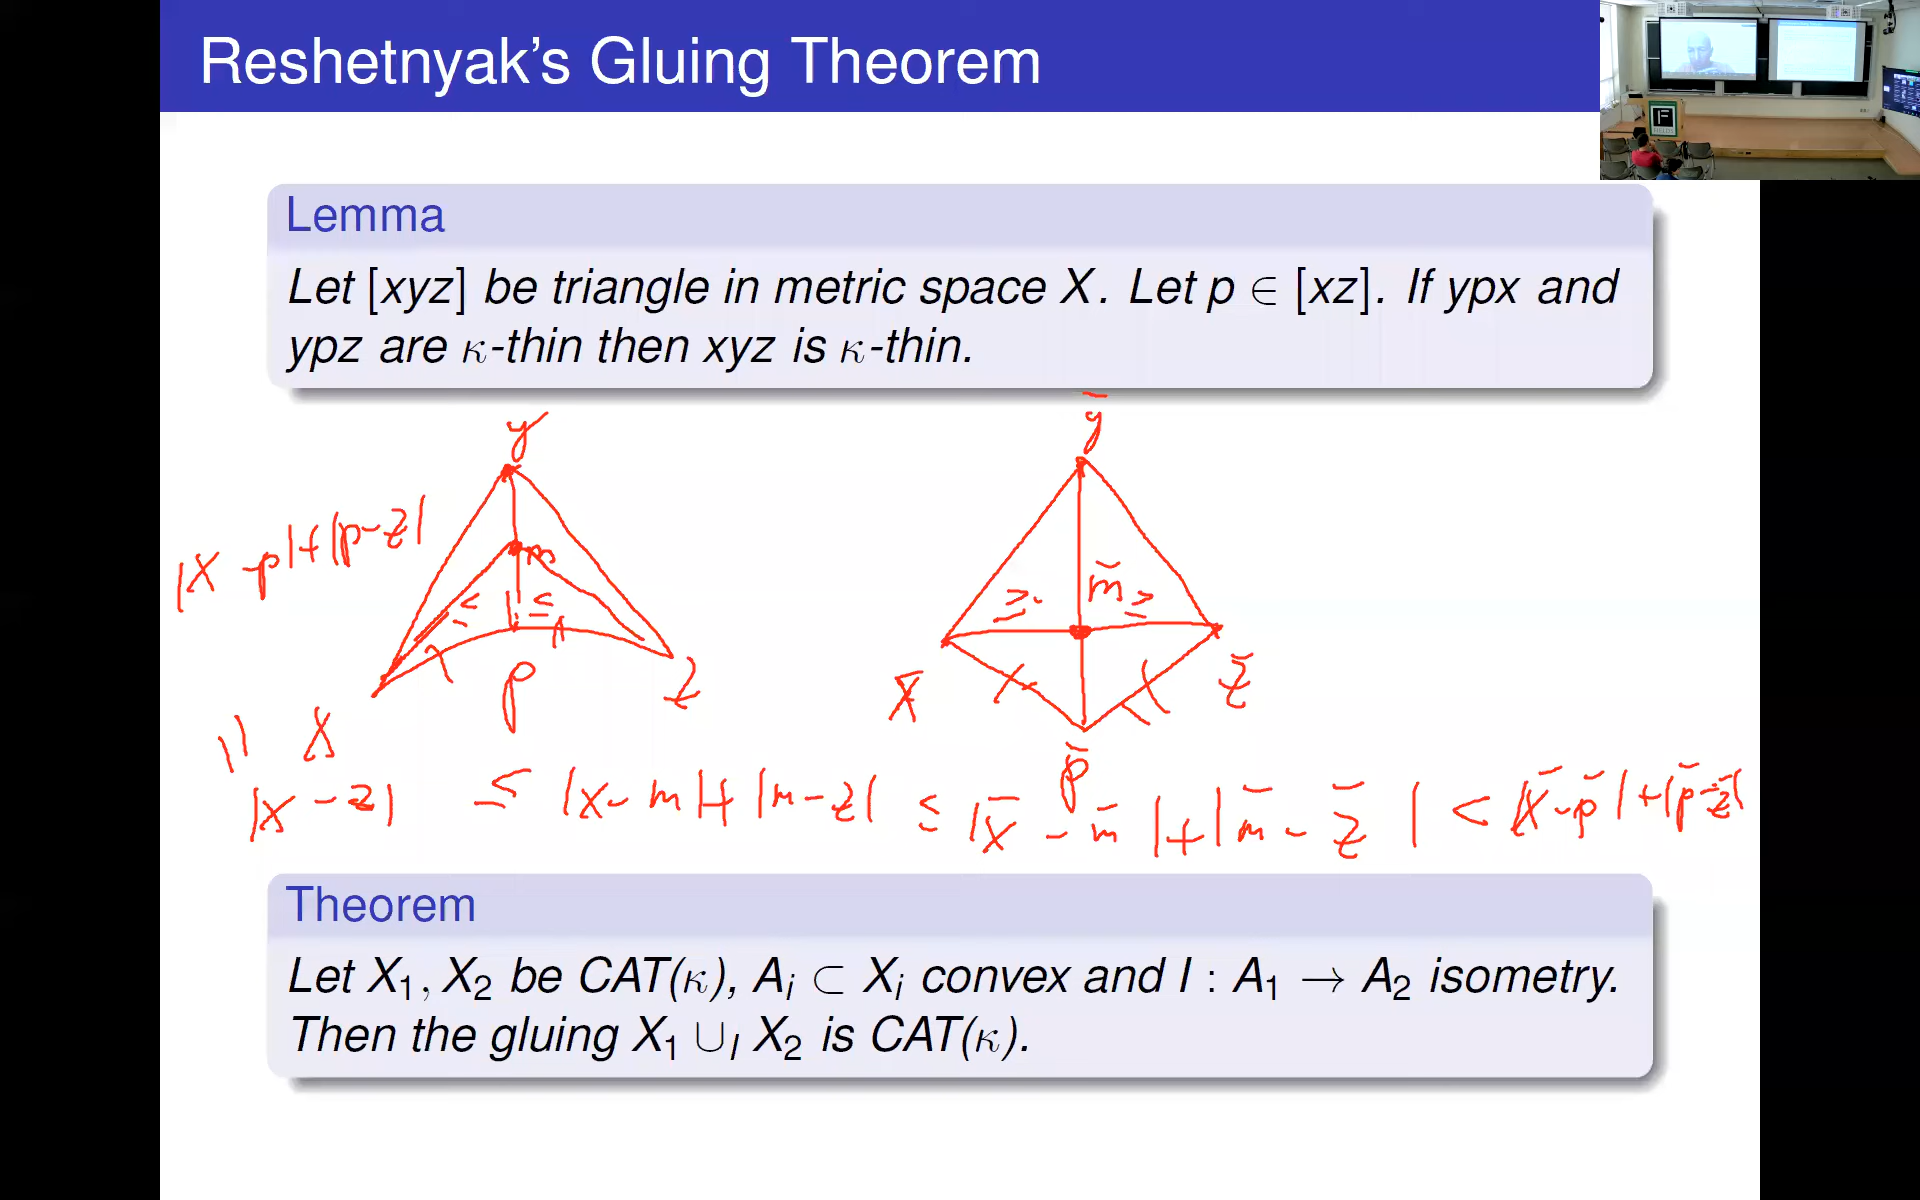 Reshetnyak's Gluing Theorem
Lemma
Let [xyz] be triangle in metric space X. Let p ∈ [xz]. If ypx and
ypz are κ-thin then xyz is κ-thin.
y
ȳ
|x-p|+|p-z|
m
m̄
≤ ≤
≥ ≥
x
p
z
x̄
p̄
z̄
|x-z| ≤ |x-m|+|m-z| ≤ |x̄-m̄|+|m̄-z̄| < |x̄-p̄|+|p̄-z̄|
Theorem
Let X₁, X₂ be CAT(κ), Aᵢ ⊂ Xᵢ convex and I : A₁ → A₂ isometry.
Then the gluing X₁ ∪_I X₂ is CAT(κ).